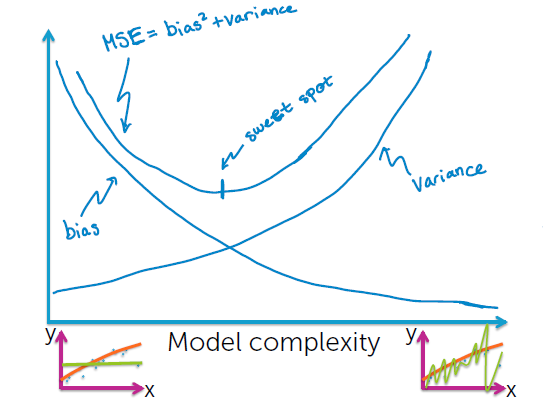 MSE = bias² + variance
sweet spot
bias
variance
y
Model complexity
y
x
x